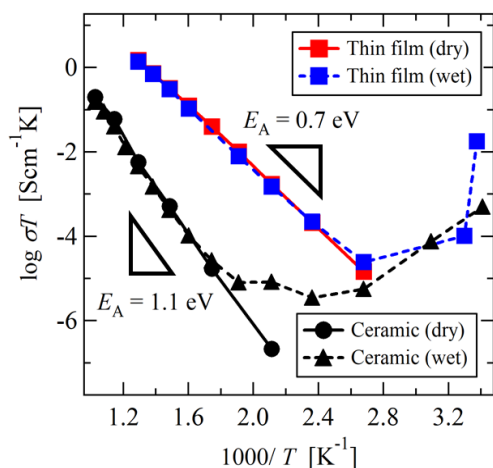 Thin film (dry)
Thin film (wet)
E_A = 0.7 eV
E_A = 1.1 eV
Ceramic (dry)
Ceramic (wet)
log σT [Scm⁻¹K]
0
-2
-4
-6
1.2 1.6 2.0 2.4 2.8 3.2
1000/ T [K⁻¹]